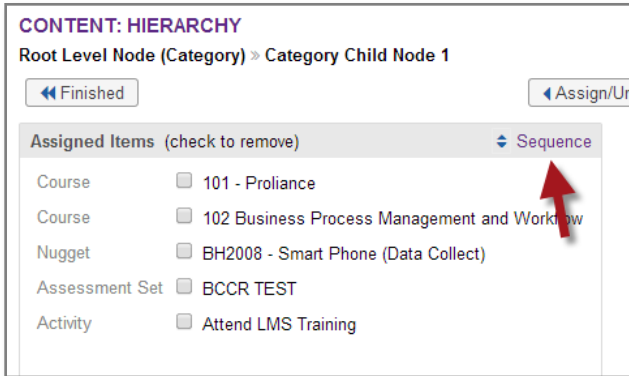 CONTENT: HIERARCHY
Root Level Node (Category) » Category Child Node 1
Finished
Assign/Un
Assigned Items (check to remove) Sequence
Course 101 - Proliance
Course 102 Business Process Management and Workflow
Nugget BH2008 - Smart Phone (Data Collect)
Assessment Set BCCR TEST
Activity Attend LMS Training